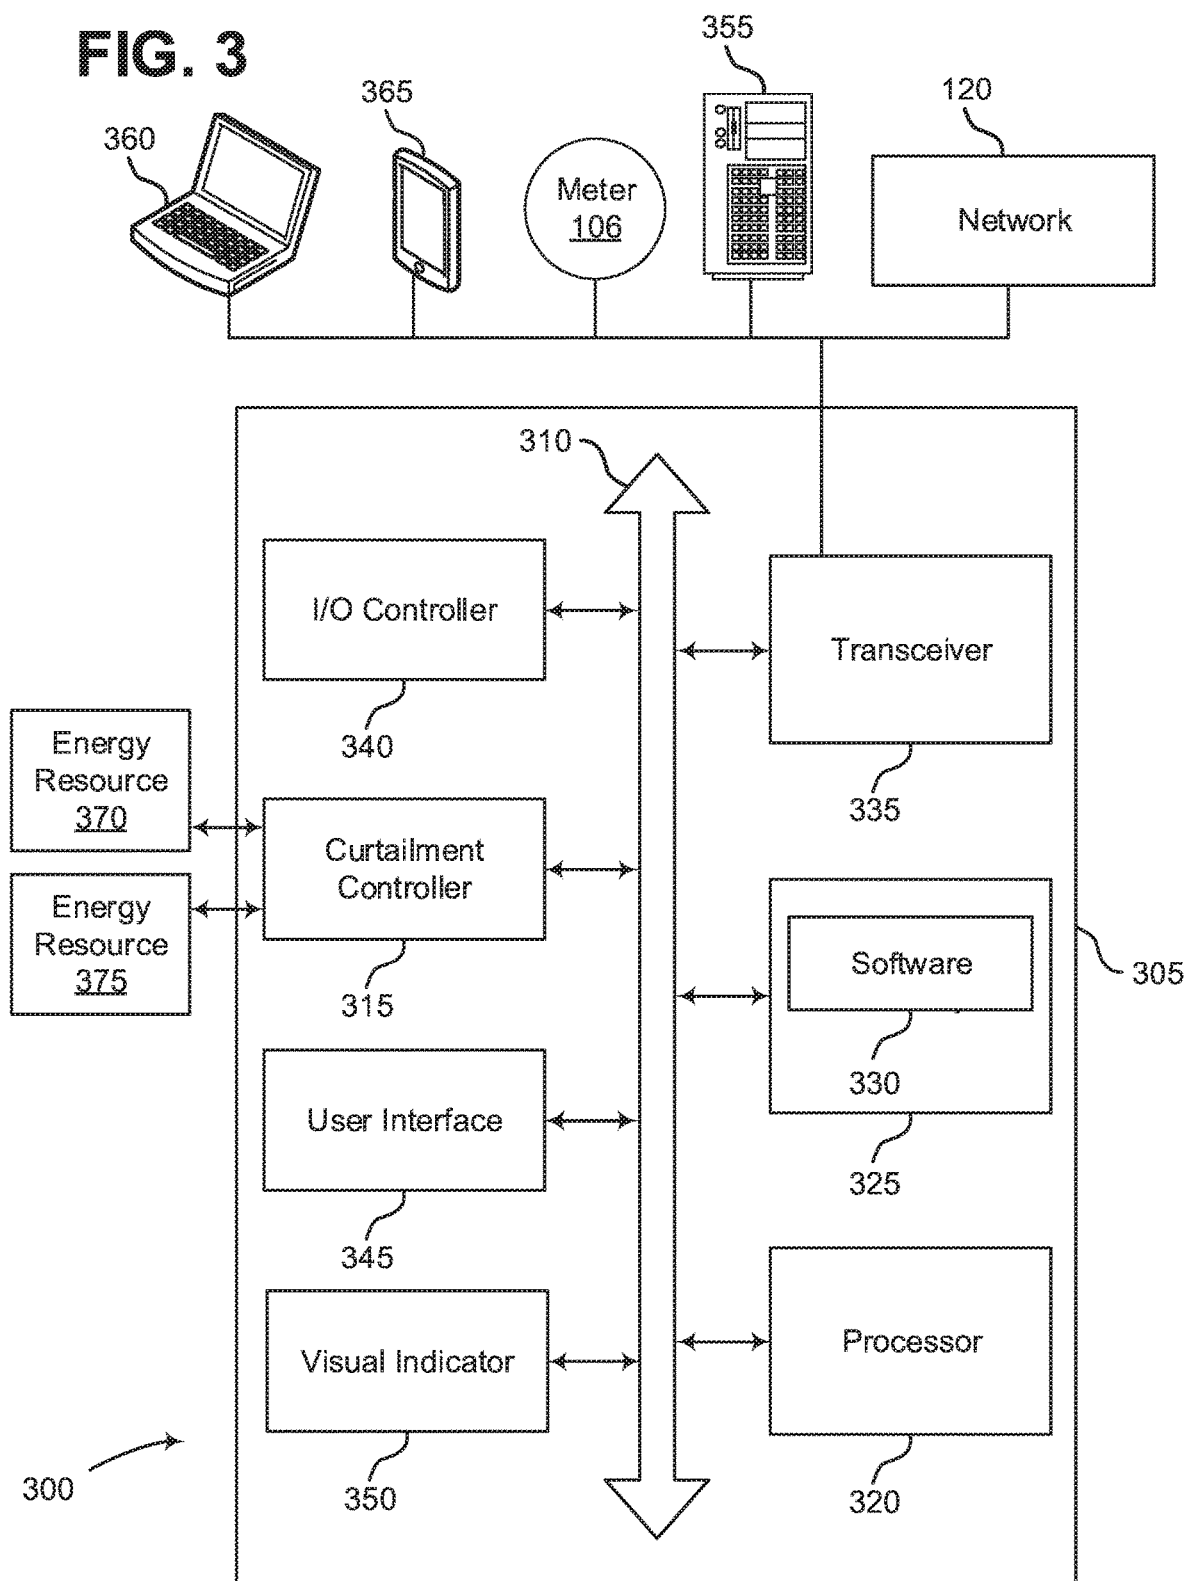 FIG. 3
355
365
120
360
Meter
106
Network
310
I/O Controller
Transceiver
340
335
Energy
Resource
370
Curtailment
Controller
Energy
Resource
375
315
Software
305
330
User Interface
325
345
Visual Indicator
Processor
300
350
320